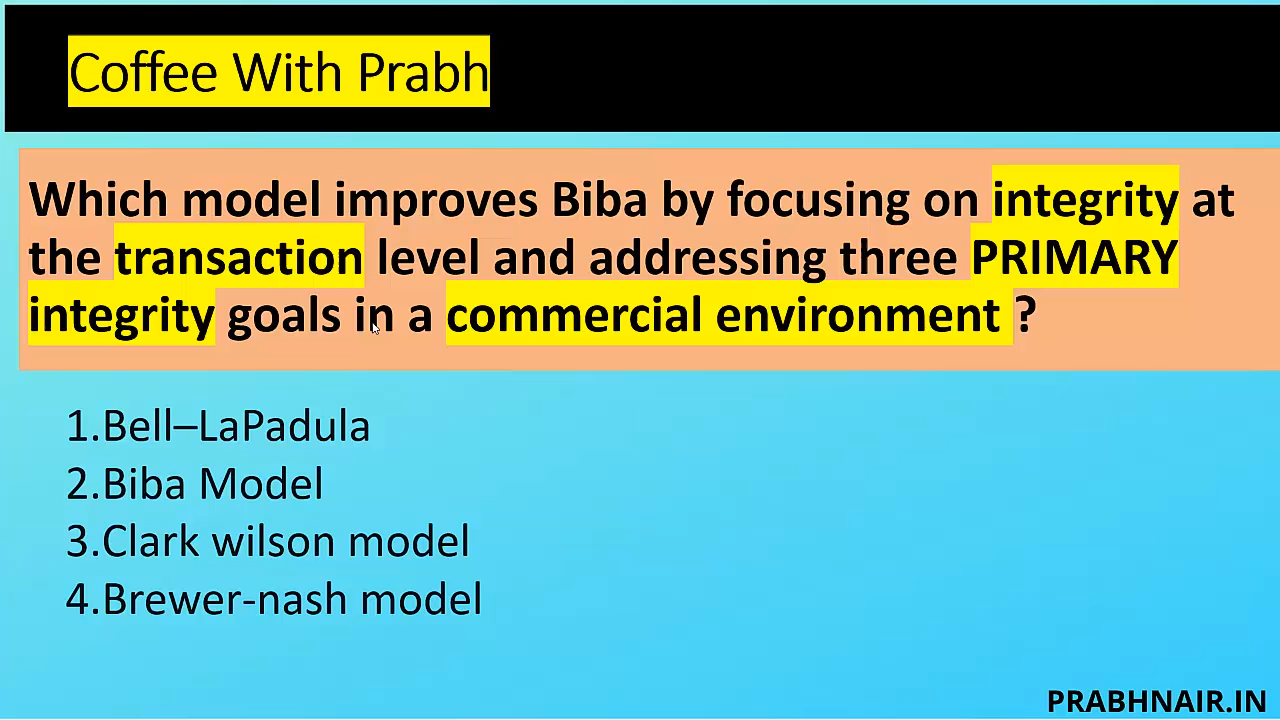 Coffee With Prabh
Which model improves Biba by focusing on integrity at
the transaction level and addressing three PRIMARY
integrity goals in a commercial environment ?
1.Bell–LaPadula
2.Biba Model
3.Clark wilson model
4.Brewer-nash model
PRABHNAIR.IN